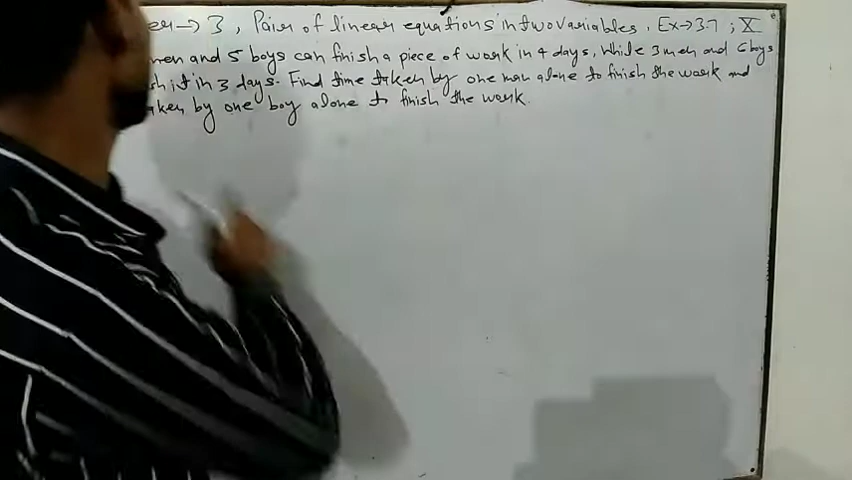 → 3, Pair of linear equations in two variables. Ex→3.7 ; X
men and 5 boys can finish a piece of work in 4 days, While 3 men and 6 boys
it in 3 days. Find time taken by one man alone to finish the work and
by one boy alone to finish the work.